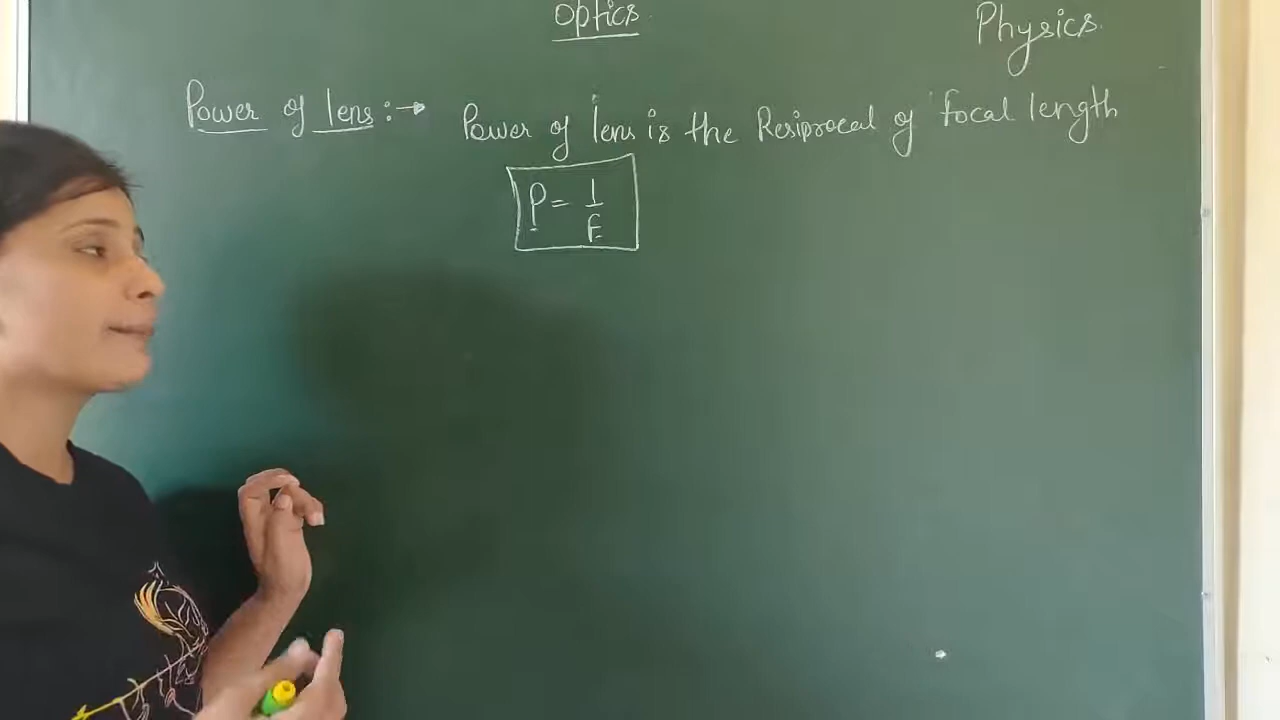 Optics
Physics
Power of lens:→ Power of lens is the Resiprocal of focal length
P = 1/F